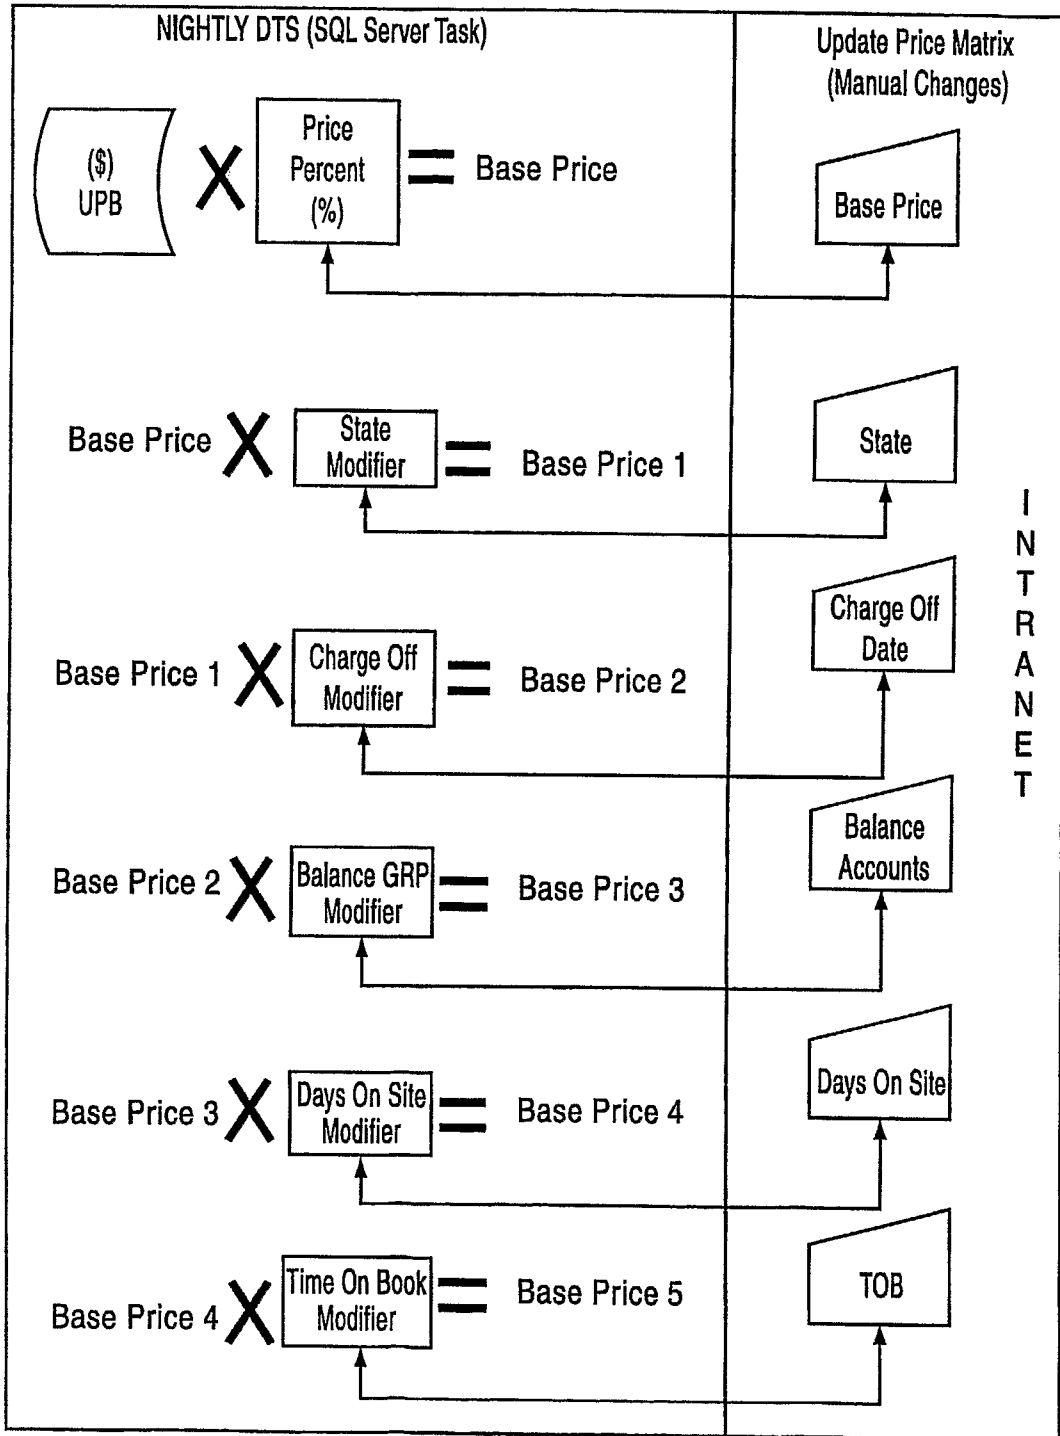 NIGHTLY DTS (SQL Server Task)
Update Price Matrix
(Manual Changes)
($)
UPB
X
Price
Percent
(%)
= Base Price
Base Price
Base Price X
State
Modifier
= Base Price 1
State
Base Price 1 X
Charge Off
Modifier
= Base Price 2
Charge Off
Date
Base Price 2 X
Balance GRP
Modifier
= Base Price 3
Balance
Accounts
Base Price 3 X
Days On Site
Modifier
= Base Price 4
Days On Site
Base Price 4 X
Time On Book
Modifier
= Base Price 5
TOB
INTRANET